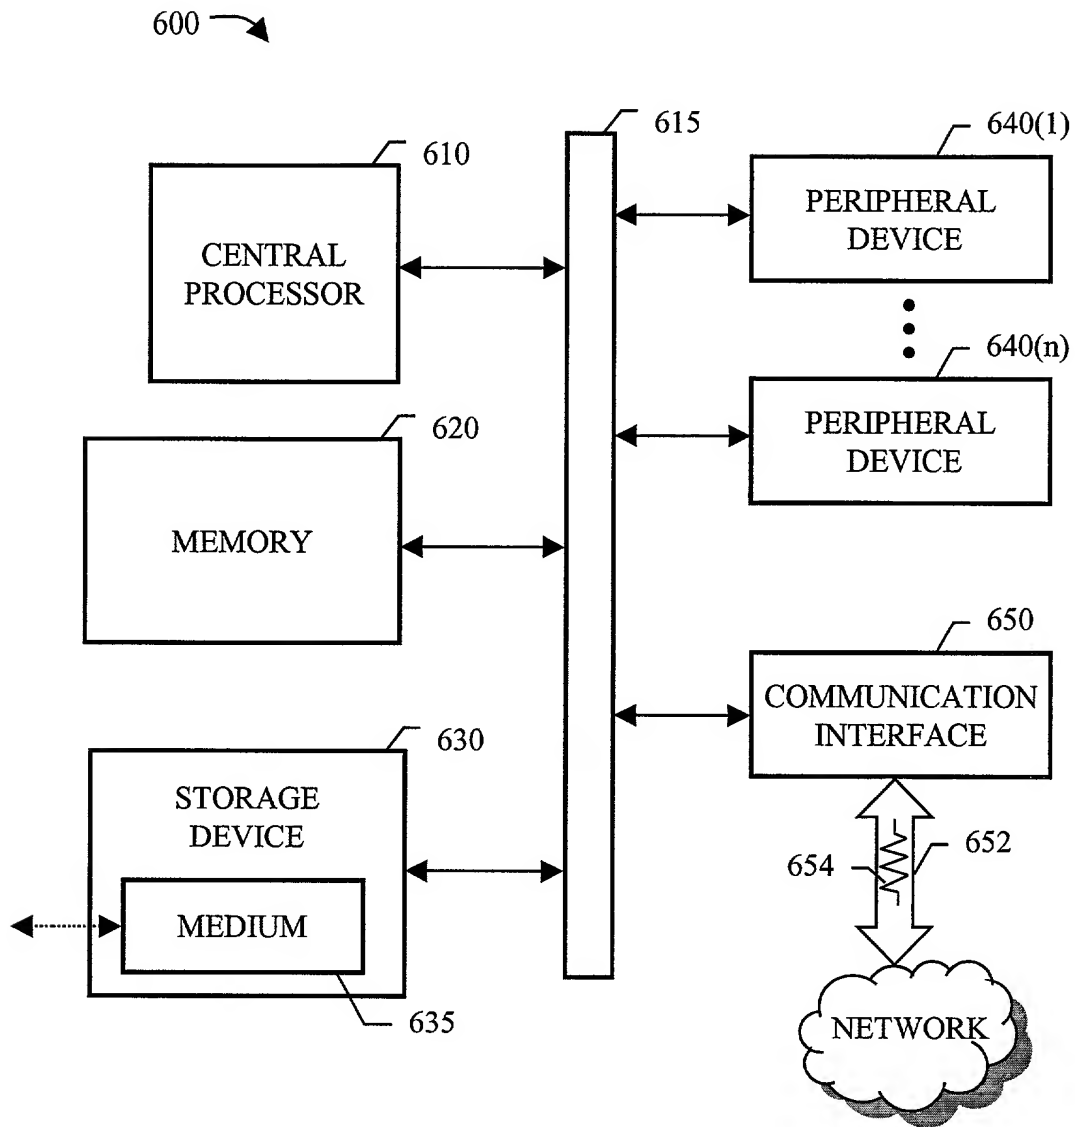 600
615
640(1)
610
PERIPHERAL
DEVICE
CENTRAL
PROCESSOR
640(n)
620
PERIPHERAL
DEVICE
MEMORY
650
COMMUNICATION
INTERFACE
630
STORAGE
DEVICE
654
652
MEDIUM
635
NETWORK